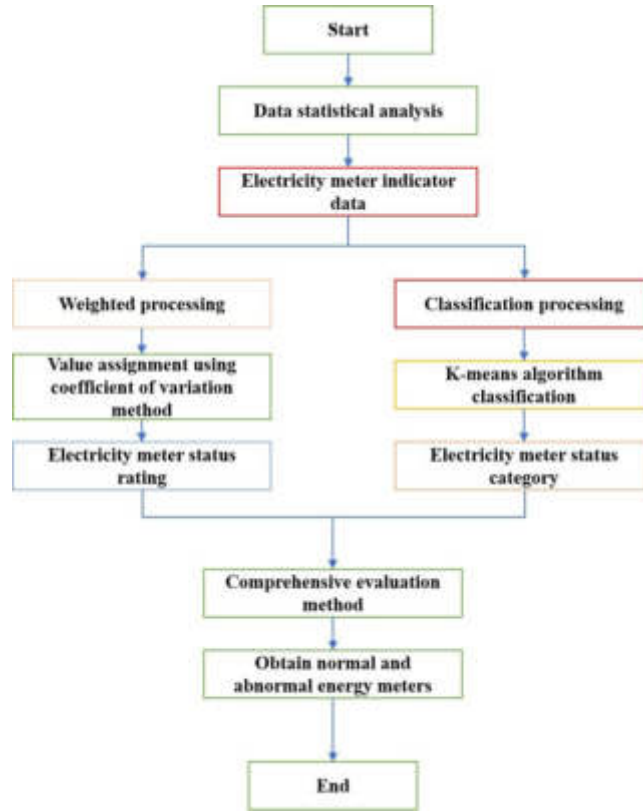 Start
Data statistical analysis
Electricity meter indicator
data
Weighted processing
Classification processing
Value assignment using
coefficient of variation
method
K-means algorithm
classification
Electricity meter status
rating
Electricity meter status
category
Comprehensive evaluation
method
Obtain normal and
abnormal energy meters
End